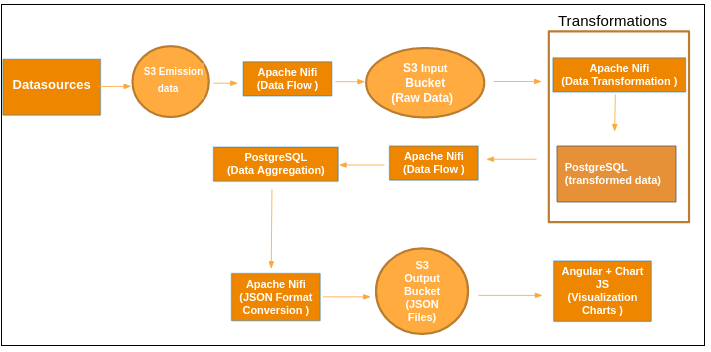 Transformations
Datasources
S3 Emission
data
Apache Nifi
(Data Flow )
S3 Input
Bucket
(Raw Data)
Apache Nifi
(Data Transformation )
PostgreSQL
(transformed data)
Apache Nifi
(Data Flow )
PostgreSQL
(Data Aggregation)
Apache Nifi
(JSON Format
Conversion )
S3
Output
Bucket
(JSON
Files)
Angular + Chart
JS
(Visualization
Charts )